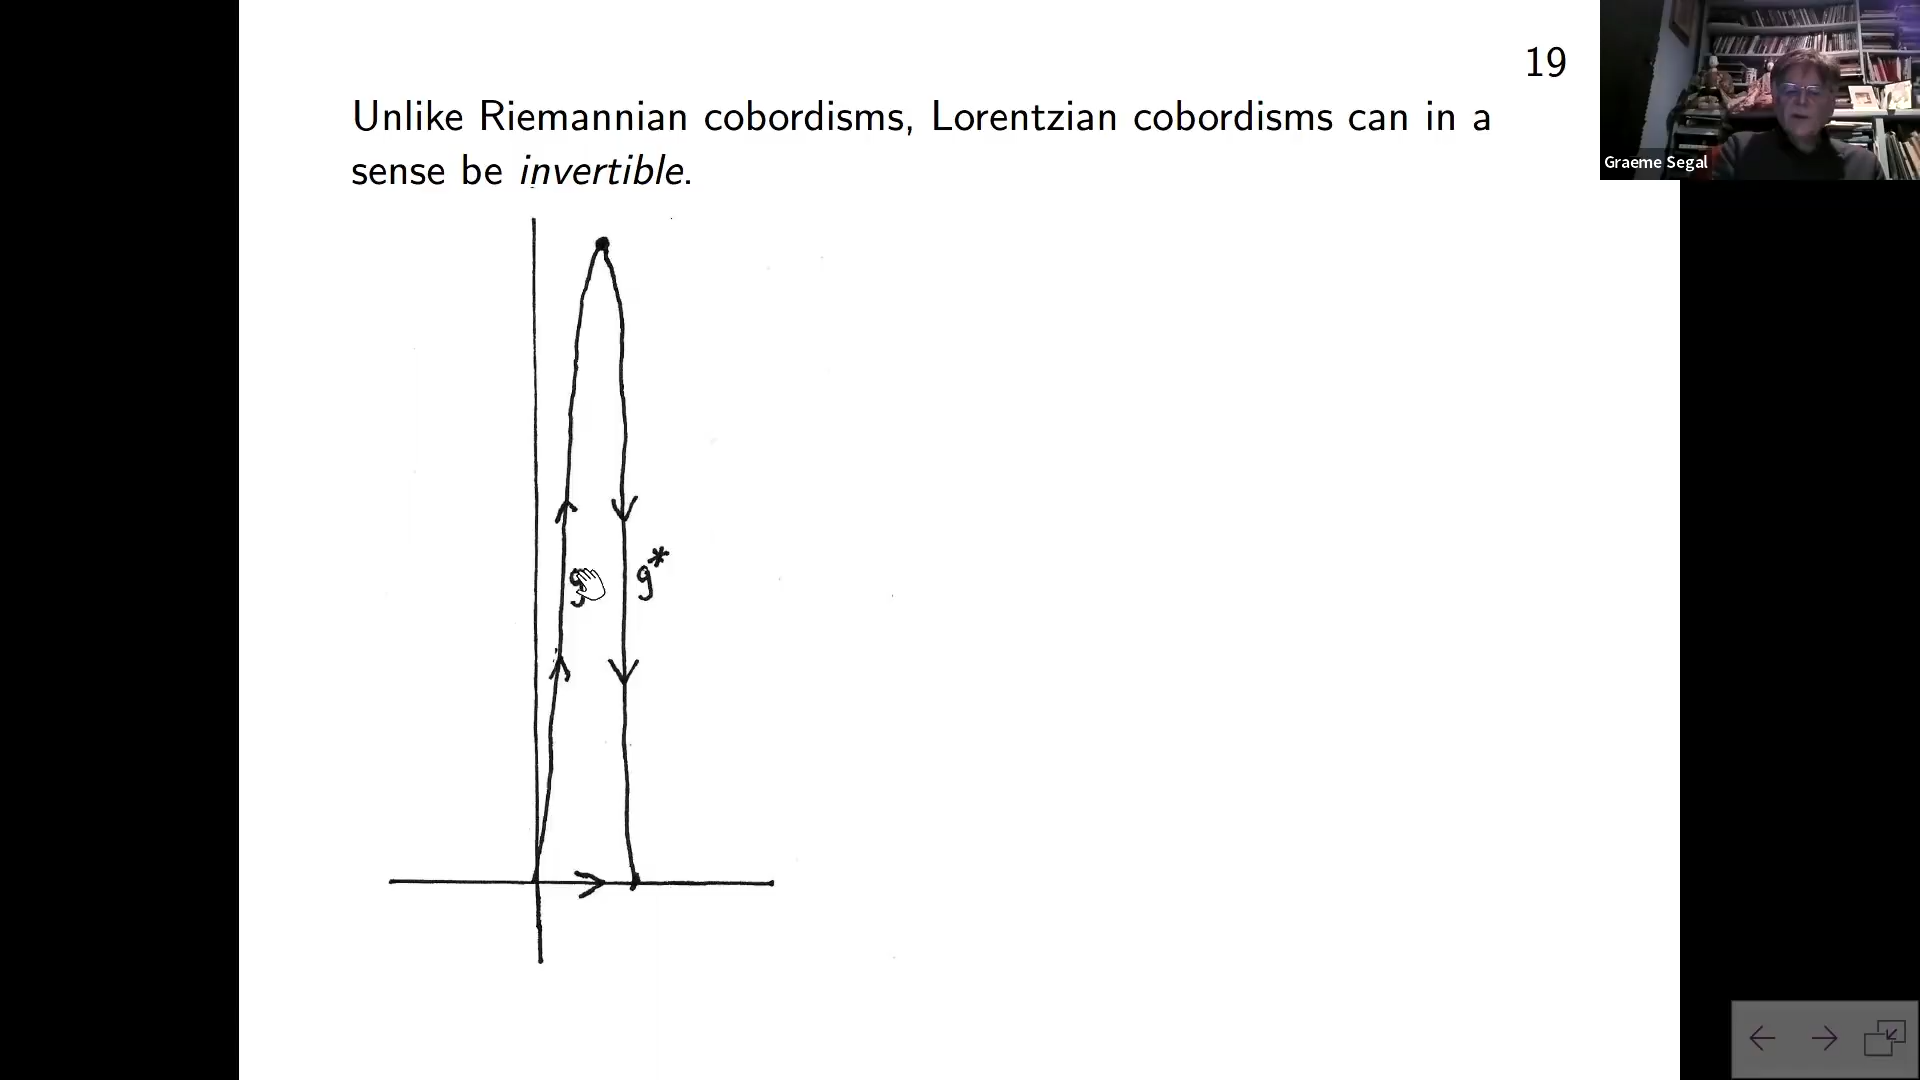 19
Unlike Riemannian cobordisms, Lorentzian cobordisms can in a
sense be invertible.
Graeme Segal
g
g*